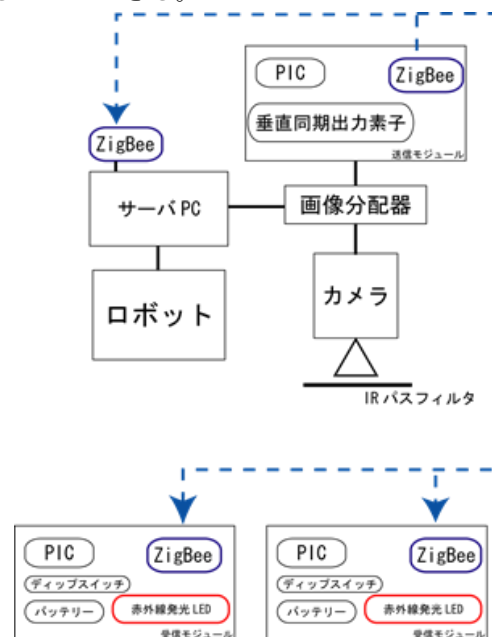 PIC
ZigBee
垂直同期出力素子
送信モジュール
ZigBee
サーバPC
画像分配器
ロボット
カメラ
IRパスフィルタ
PIC
ZigBee
ディップスイッチ
バッテリー
赤外線発光LED
受信モジュール
PIC
ZigBee
ディップスイッチ
バッテリー
赤外線発光LED
受信モジュール